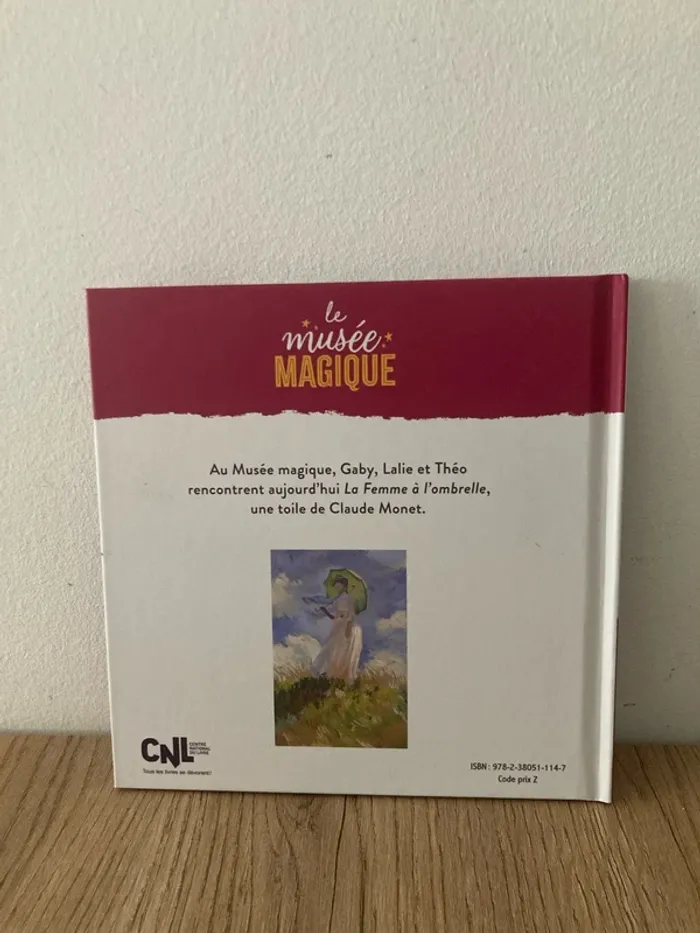 le
musée
MAGIQUE
Au Musée magique, Gaby, Lalie et Théo
rencontrent aujourd'hui La Femme à l'ombrelle,
une toile de Claude Monet.
CNL CENTRE
NATIONAL
DU LIVRE
Tous les livres se dévorent!
ISBN : 978-2-38051-114-7
Code prix Z